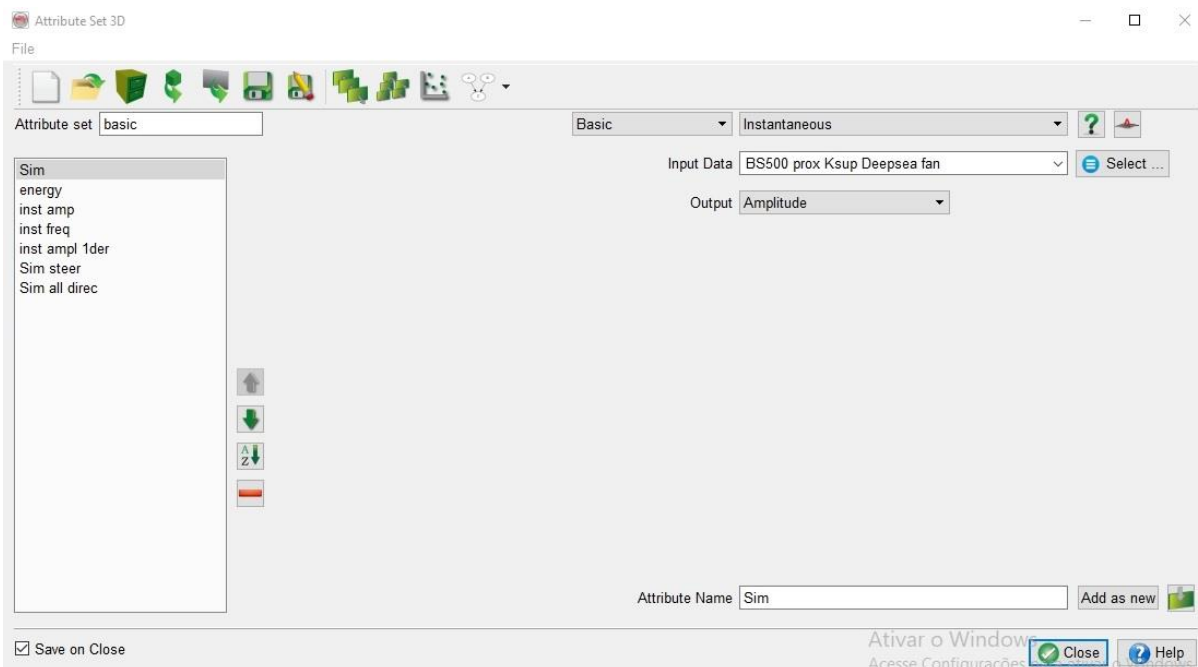 Attribute Set 3D
File
Attribute set basic
Basic Instantaneous
Input Data BS500 prox Ksup Deepsea fan Select ...
Output Amplitude
Sim
energy
inst amp
inst freq
inst ampl 1der
Sim steer
Sim all direc
A
Z
Attribute Name Sim Add as new
Save on Close
Ativar o Windows
Acesse Configurações
Close Help